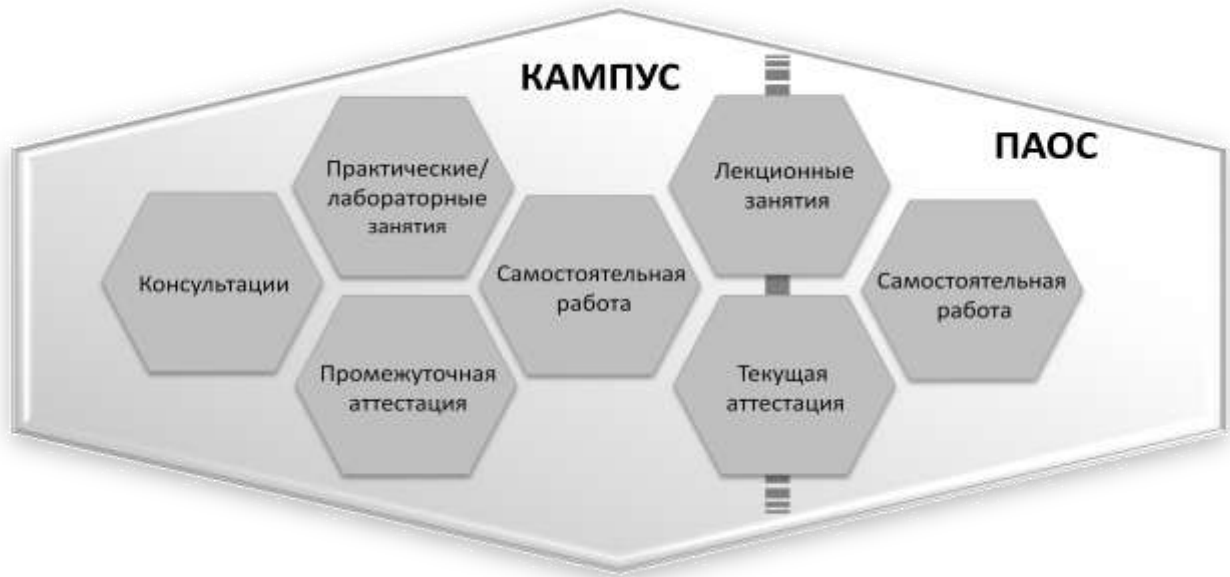 КАМПУС
ПАОС
Практические/
лабораторные
занятия
Лекционные
занятия
Консультации
Самостоятельная
работа
Самостоятельная
работа
Промежуточная
аттестация
Текущая
аттестация